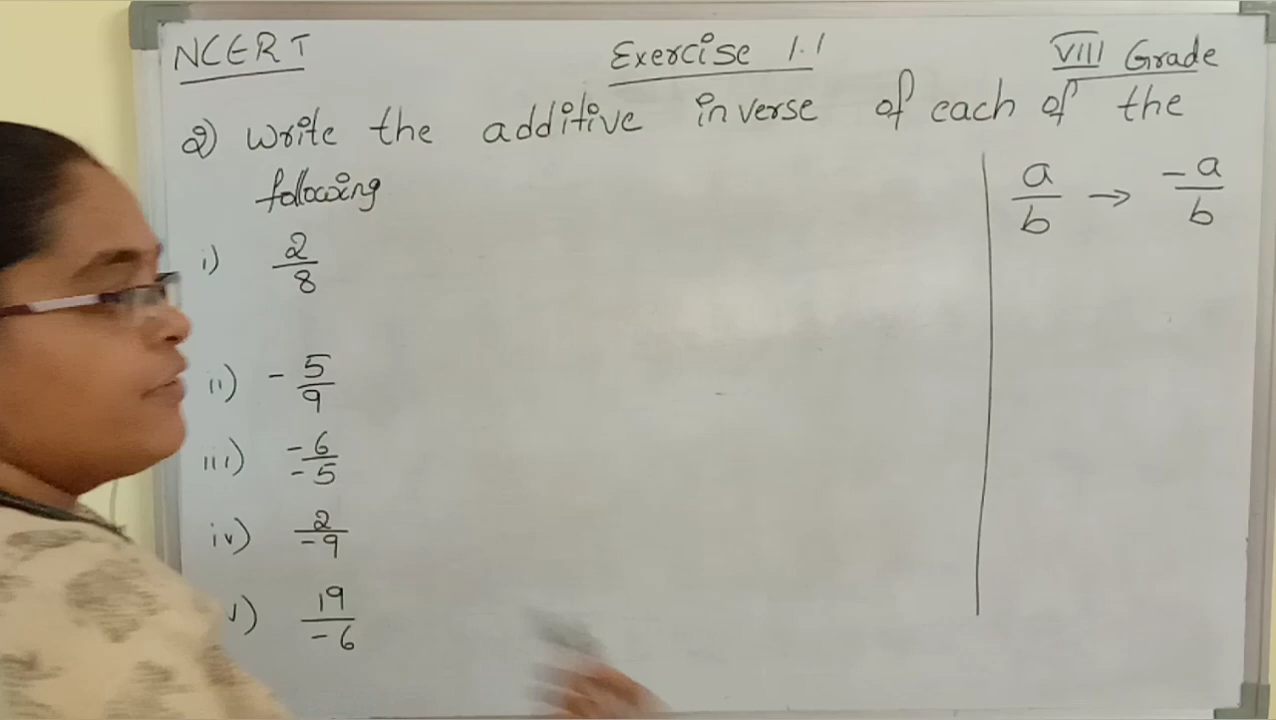 NCERT Exercise 1.1 VIII Grade
2) Write the additive inverse of each of the
following
i) 2/8
ii) - 5/9
iii) -6/-5
iv) 2/-9
v) 19/-6
a/b → -a/b